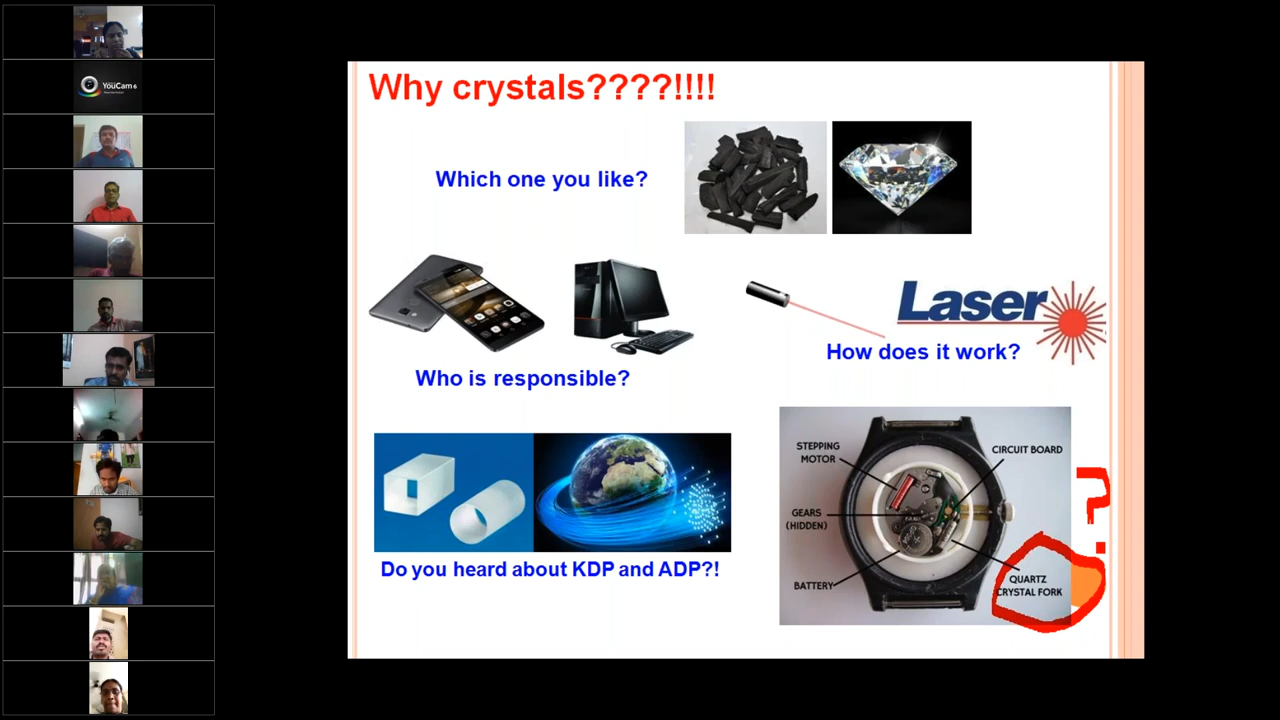 YouCam 6
Why crystals????!!!!
Which one you like?
Laser
How does it work?
Who is responsible?
STEPPING
MOTOR
CIRCUIT BOARD
GEARS
(HIDDEN)
?
Do you heard about KDP and ADP?!
BATTERY
QUARTZ
CRYSTAL FORK